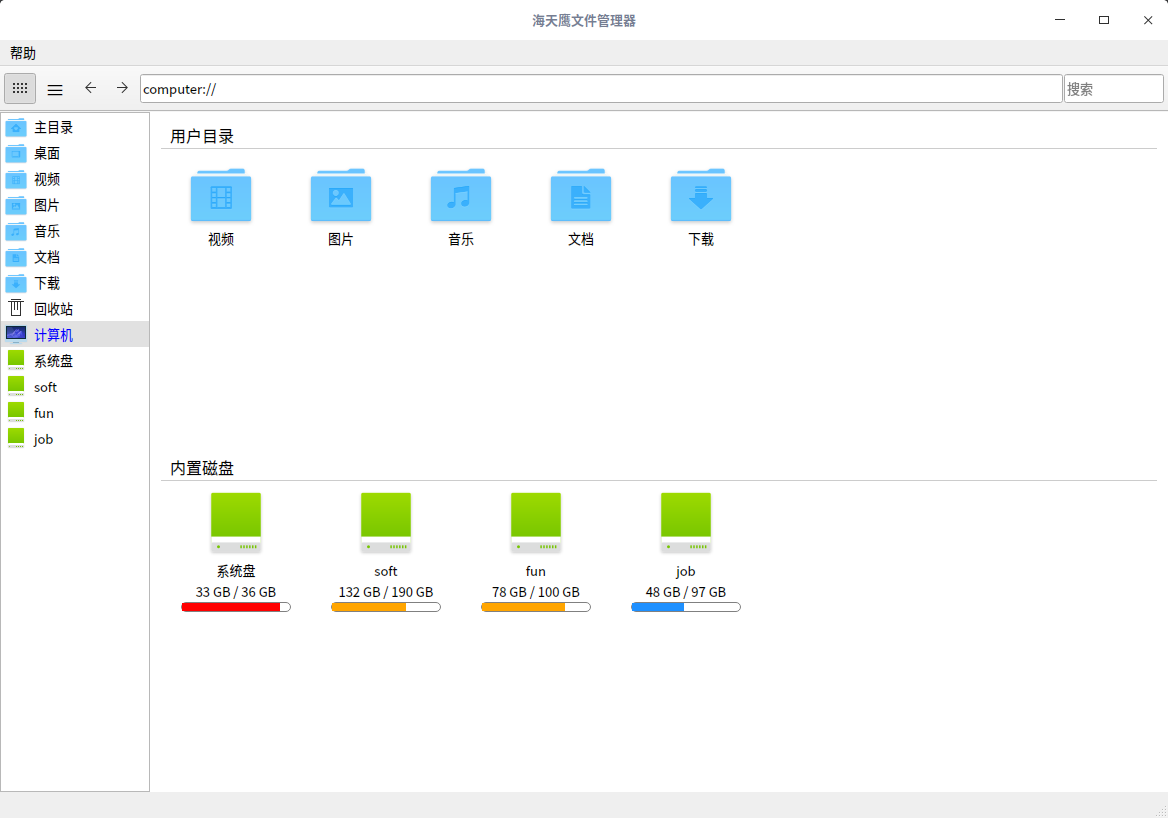 海天鹰文件管理器
帮助
computer://
搜索
主目录
桌面
视频
图片
音乐
文档
下载
回收站
计算机
系统盘
soft
fun
job
用户目录
视频 图片 音乐 文档 下载
内置磁盘
系统盘 soft fun job
33 GB / 36 GB 132 GB / 190 GB 78 GB / 100 GB 48 GB / 97 GB